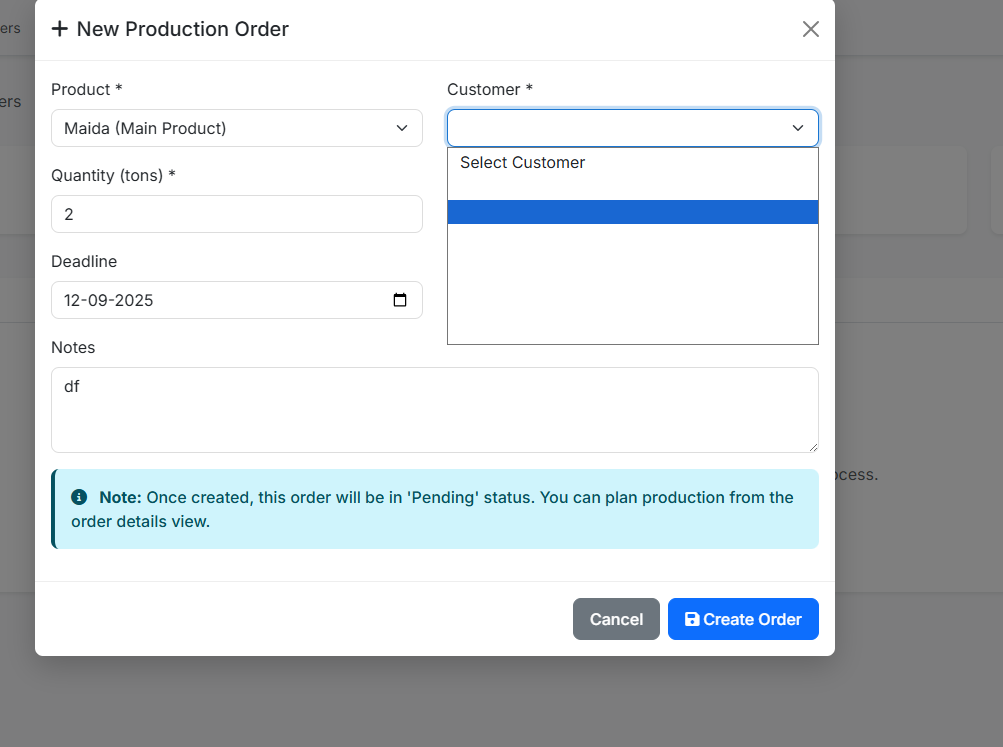 ers
New Production Order
ers
Product *
Customer *
Maida (Main Product)
Select Customer
Quantity (tons) *
2
Deadline
12-09-2025
Notes
df
ocess.
Note: Once created, this order will be in 'Pending' status. You can plan production from the
order details view.
Cancel
Create Order